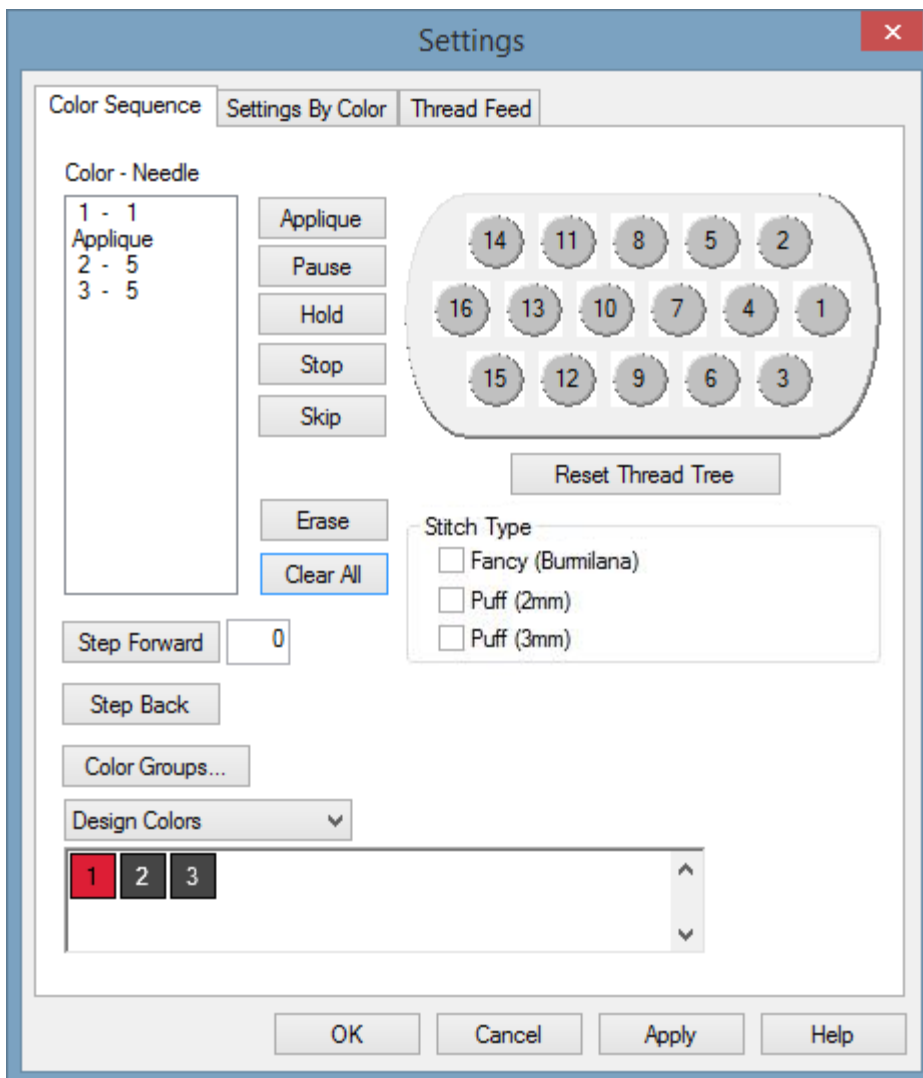 Settings
Color Sequence
Settings By Color
Thread Feed
Color - Needle
1 - 1
Applique
2 - 5
3 - 5
Applique
Pause
Hold
Stop
Skip
Erase
Clear All
14 11 8 5 2
16 13 10 7 4 1
15 12 9 6 3
Reset Thread Tree
Stitch Type
Fancy (Burmilana)
Puff (2mm)
Puff (3mm)
Step Forward
0
Step Back
Color Groups...
Design Colors
1 2 3
OK
Cancel
Apply
Help